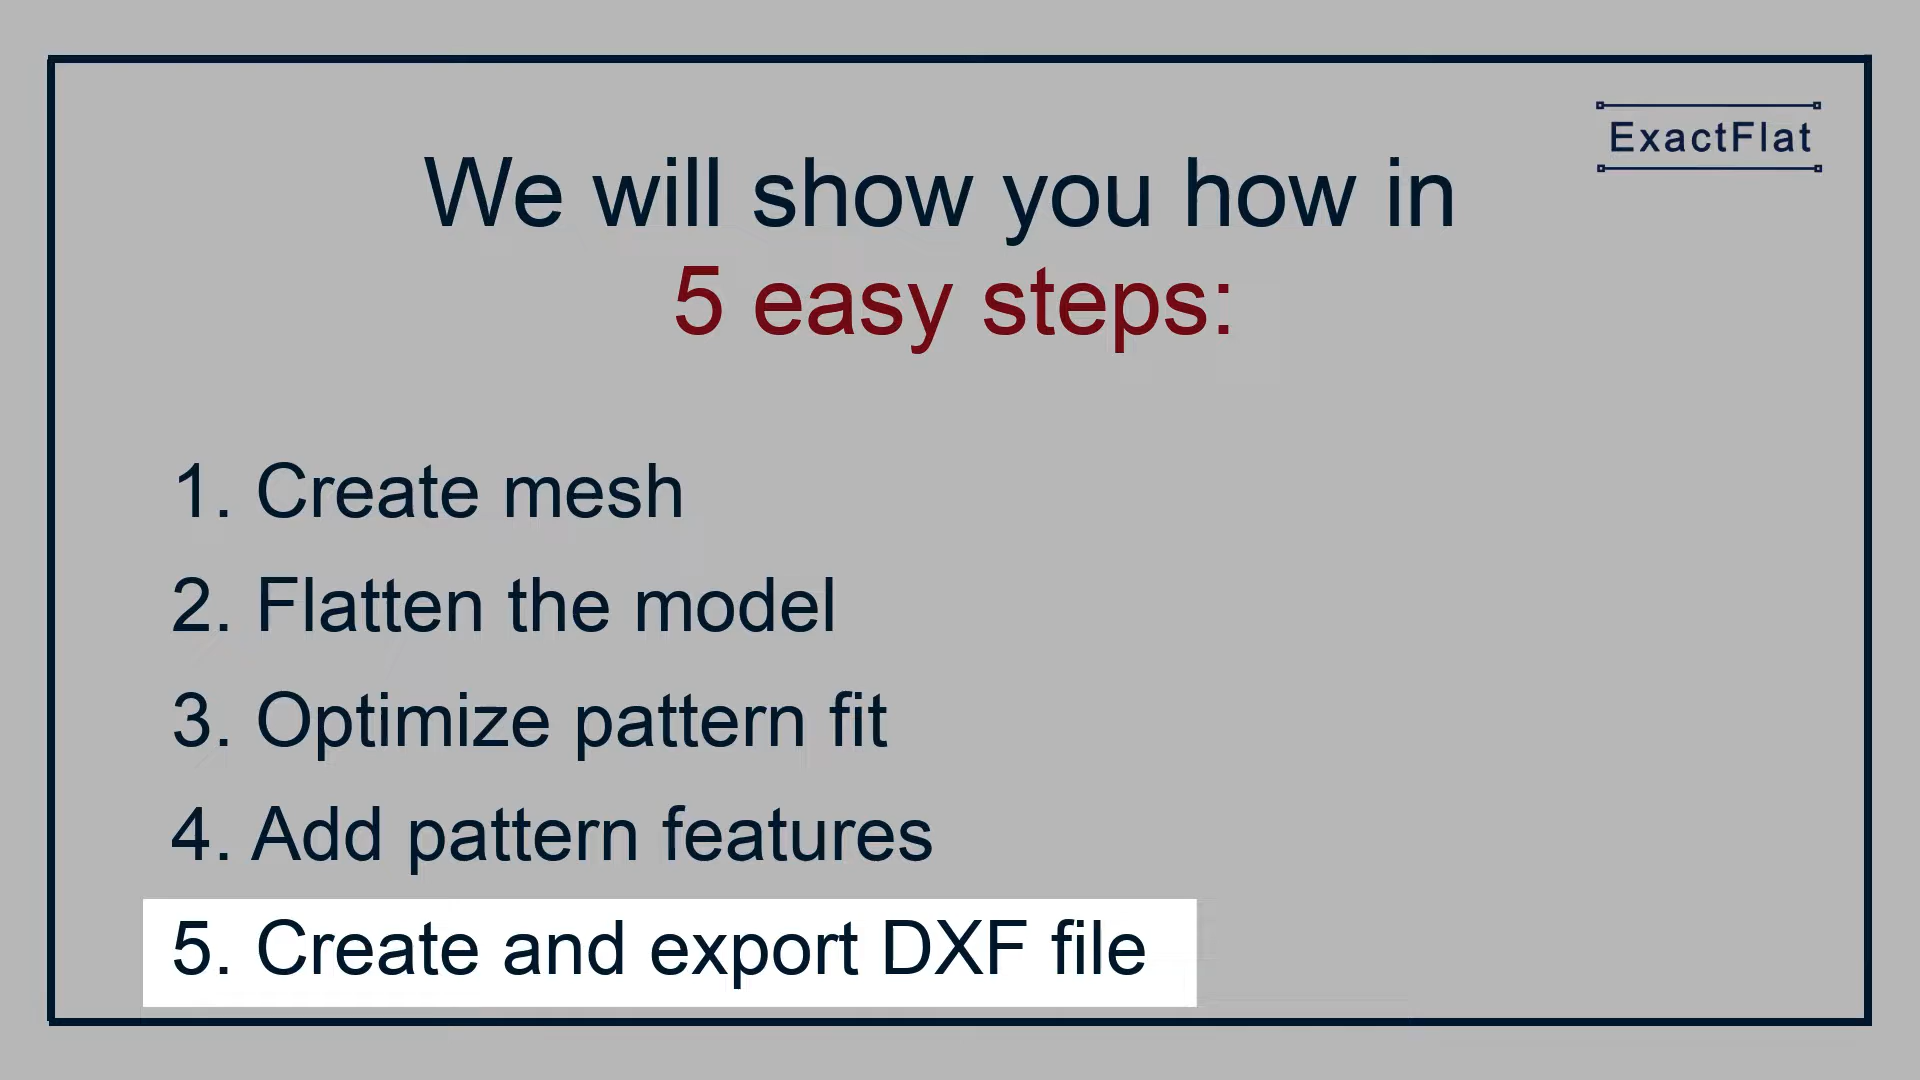 ExactFlat
We will show you how in
5 easy steps:
1. Create mesh
2. Flatten the model
3. Optimize pattern fit
4. Add pattern features
5. Create and export DXF file